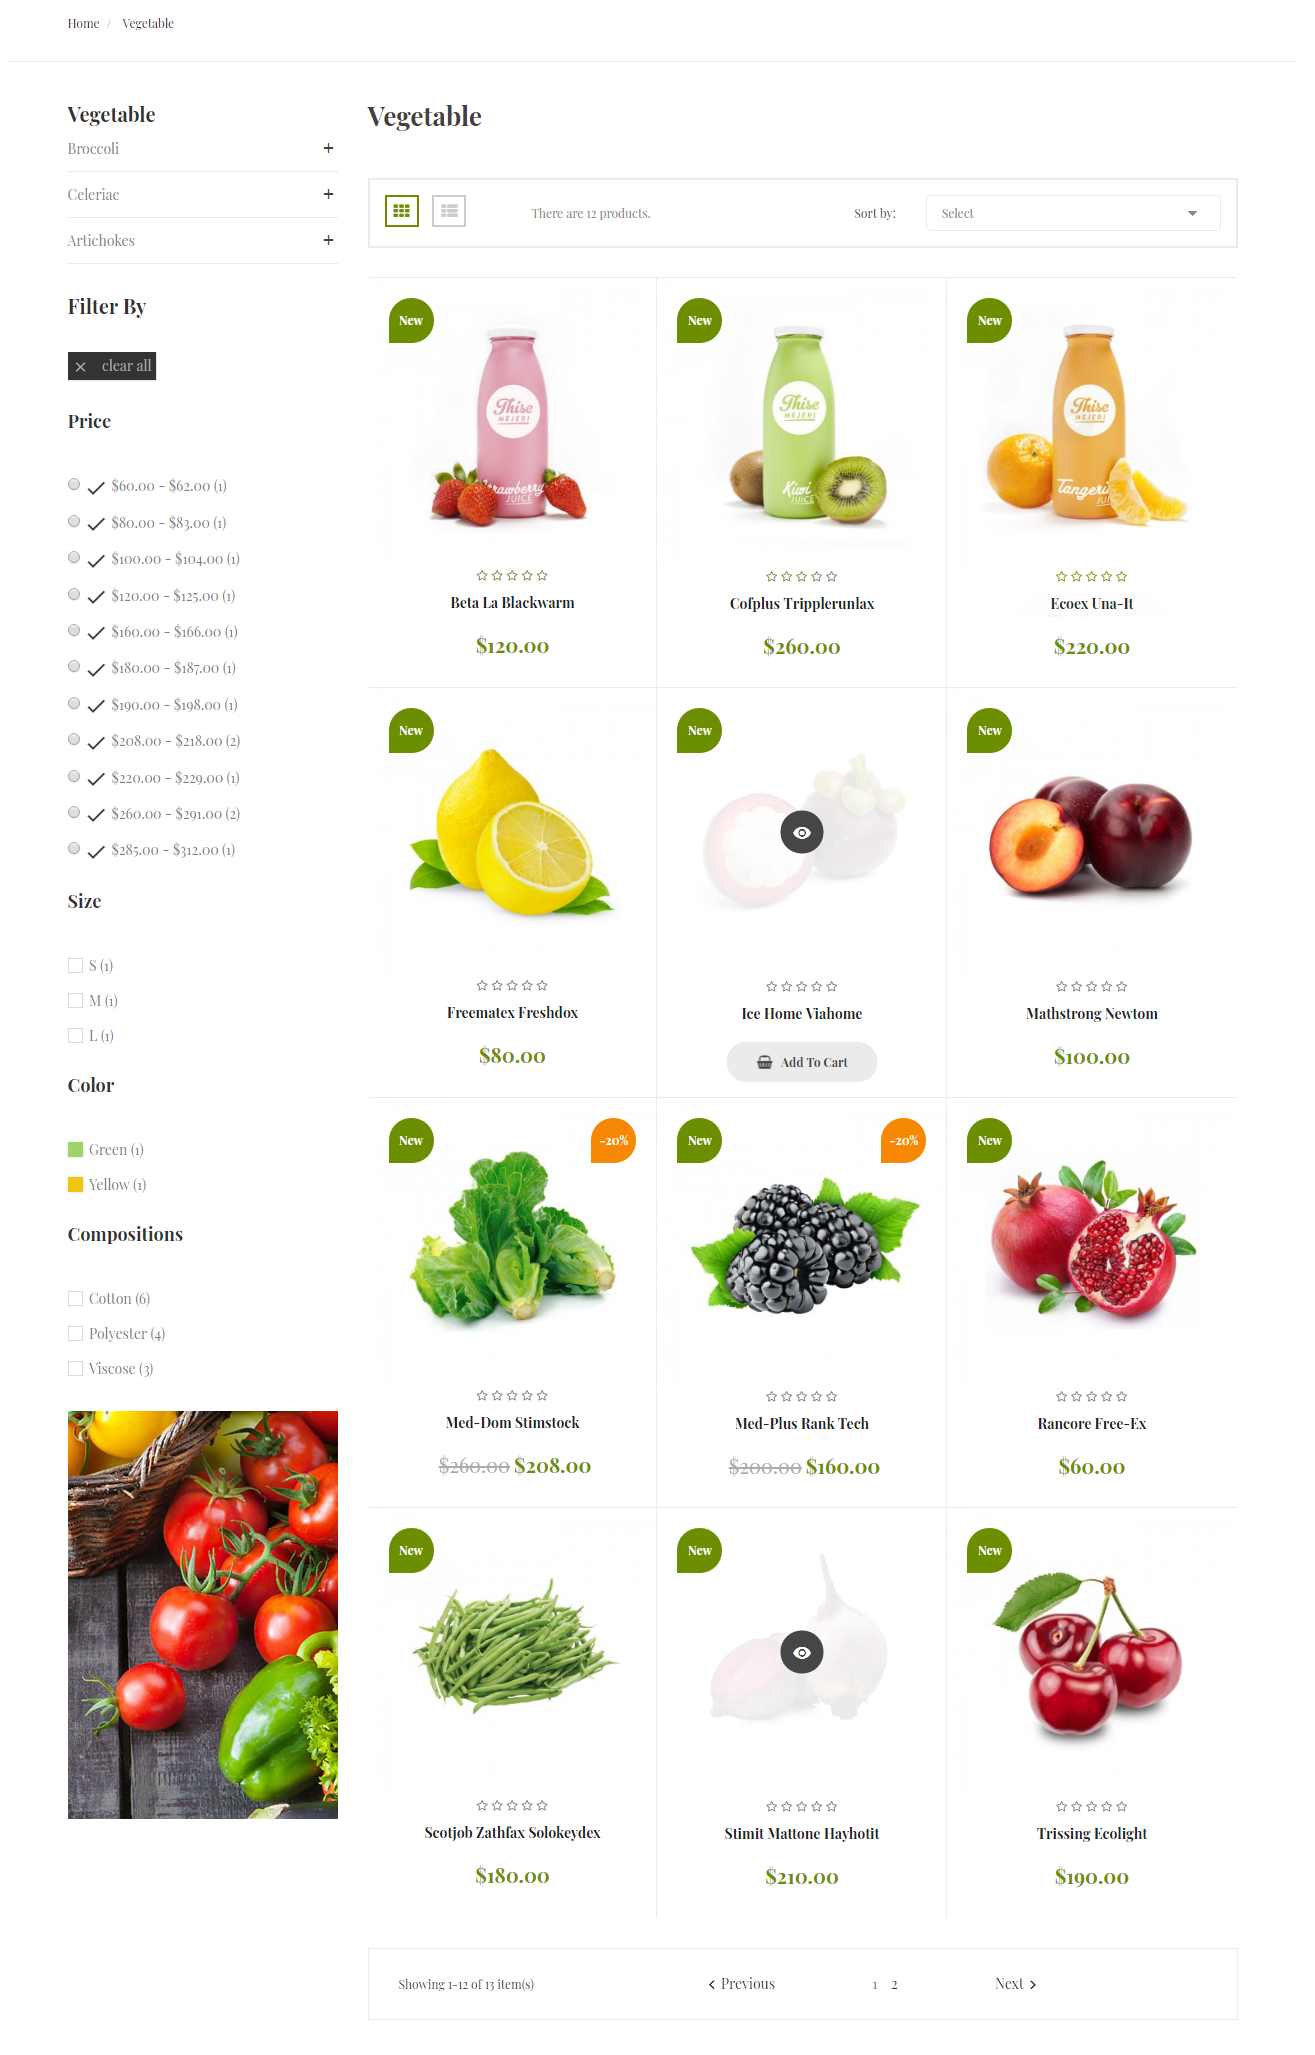 Home / Vegetable
Vegetable
Broccoli +
Celeriac +
Artichokes +
Filter By
× clear all
Price
$60.00 - $62.00 (1)
$80.00 - $83.00 (1)
$100.00 - $104.00 (1)
$120.00 - $125.00 (1)
$160.00 - $166.00 (1)
$180.00 - $187.00 (1)
$190.00 - $198.00 (1)
$208.00 - $218.00 (2)
$220.00 - $229.00 (1)
$260.00 - $291.00 (2)
$285.00 - $312.00 (1)
Size
S (1)
M (1)
L (1)
Color
Green (1)
Yellow (1)
Compositions
Cotton (6)
Polyester (4)
Viscose (3)
Vegetable
There are 12 products.
Sort by:
Select
New
Thise
MEJERI
Strawberry
JUICE
Beta La Blackwarm
$120.00
New
Thise
MEJERI
Kiwi
JUICE
Cofplus Tripplerunlax
$260.00
New
Thise
MEJERI
Tangeri
JUI
Ecoex Una-It
$220.00
New
Freematex Freshdox
$80.00
New
Ice Home Viahome
Add To Cart
New
Mathstrong Newtom
$100.00
New
-20%
Med-Dom Stimstock
$260.00 $208.00
New
-20%
Med-Plus Rank Tech
$200.00 $160.00
New
Rancore Free-Ex
$60.00
New
Scotjob Zathfax Solokeydex
$180.00
New
Stimit Mattone Hayhotit
$210.00
New
Trissing Ecolight
$190.00
Showing 1-12 of 13 item(s)
Previous
1 2
Next